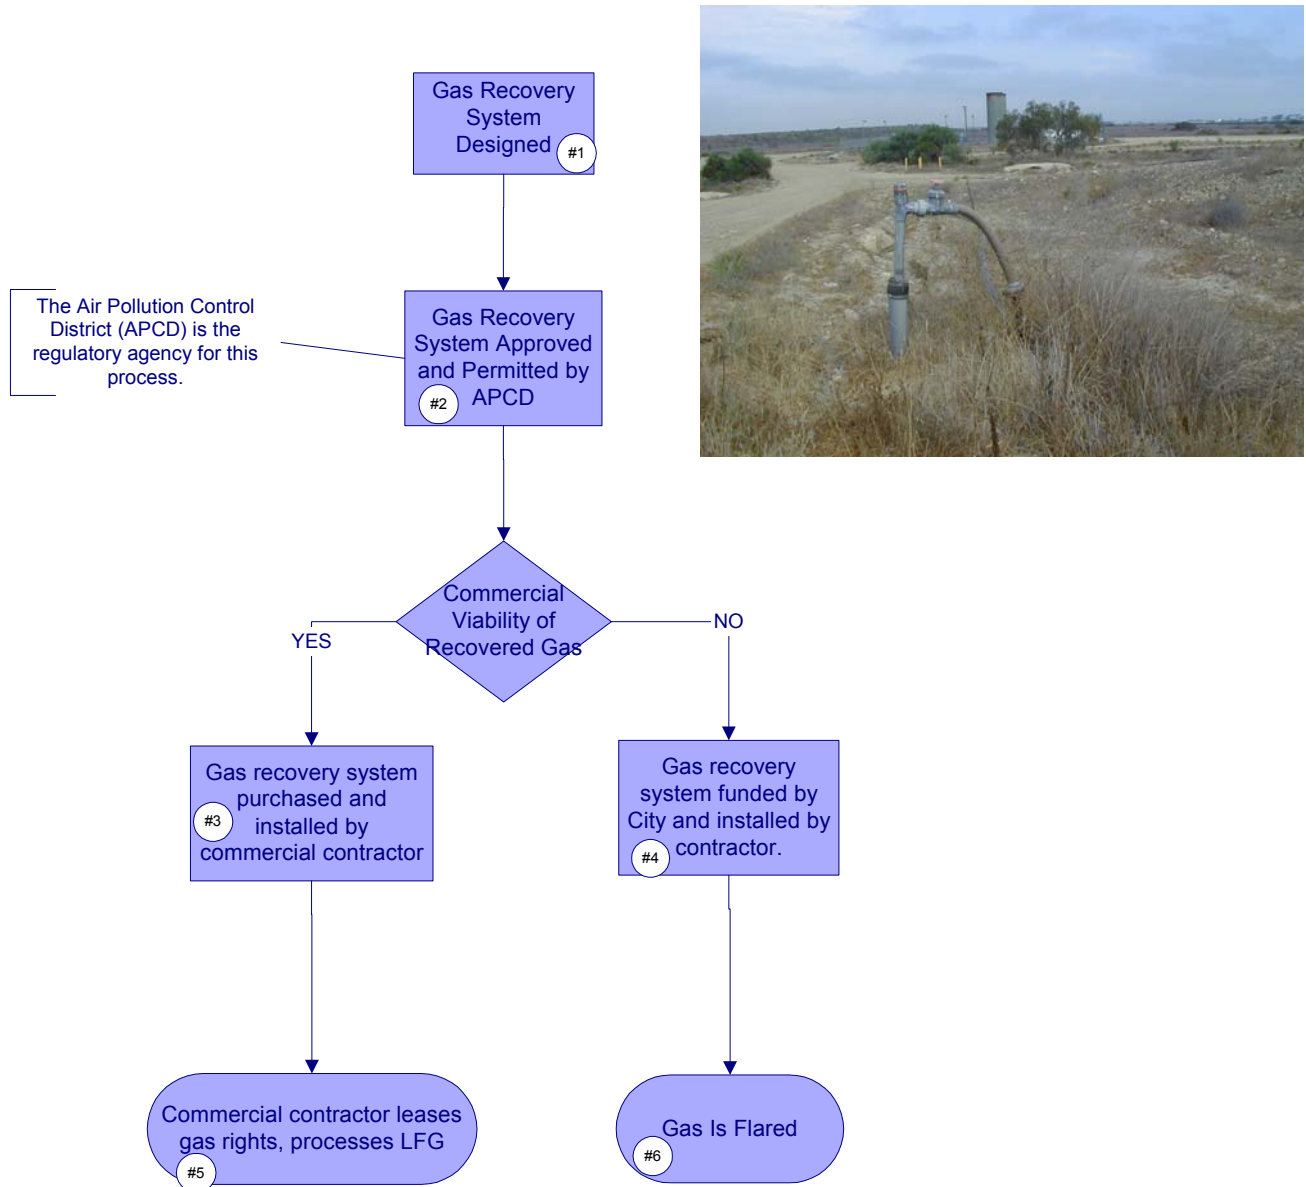 Gas Recovery
System
Designed
#1
The Air Pollution Control
District (APCD) is the
regulatory agency for this
process.
Gas Recovery
System Approved
and Permitted by
APCD
#2
Commercial
Viability of
Recovered Gas
YES
NO
Gas recovery system
purchased and
installed by
commercial contractor
#3
Gas recovery
system funded by
City and installed by
contractor.
#4
Commercial contractor leases
gas rights, processes LFG
#5
Gas Is Flared
#6